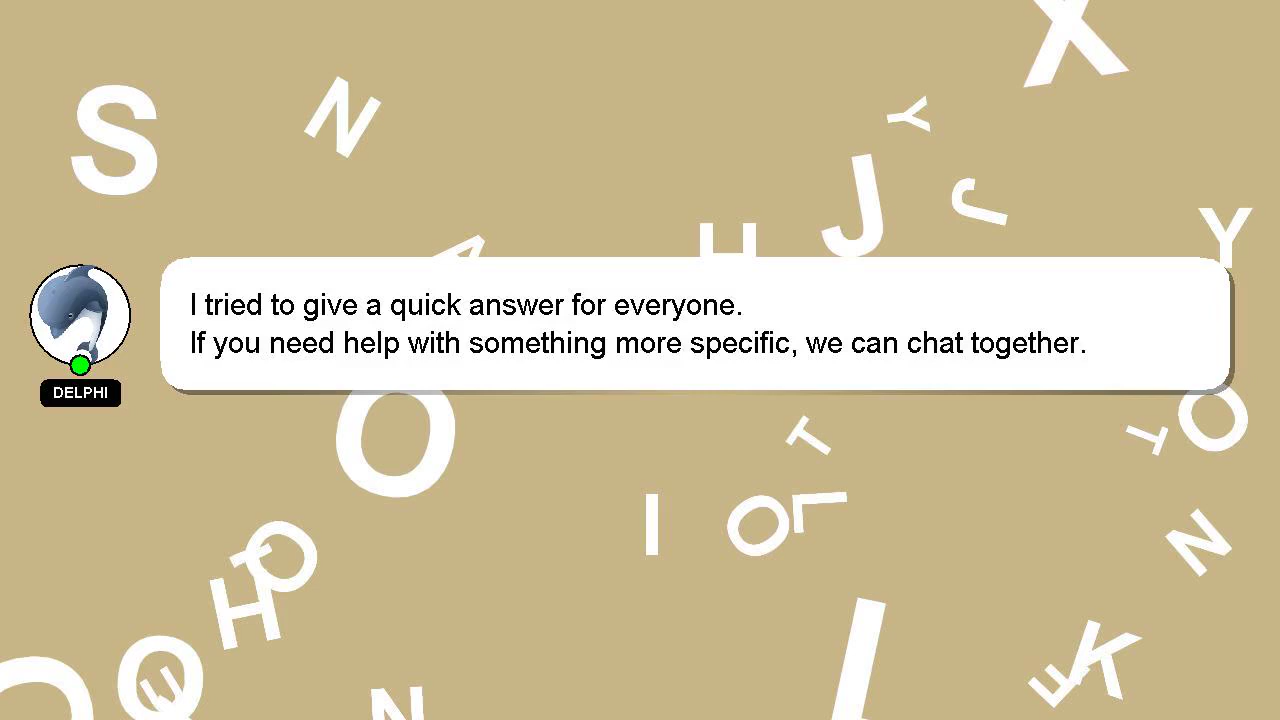 I tried to give a quick answer for everyone.
If you need help with something more specific, we can chat together.
DELPHI
S
N
X
Y
J
J
H
A
Y
O
T
T
O
I
O
L
N
O
T
H
O
U
N
I
K
E